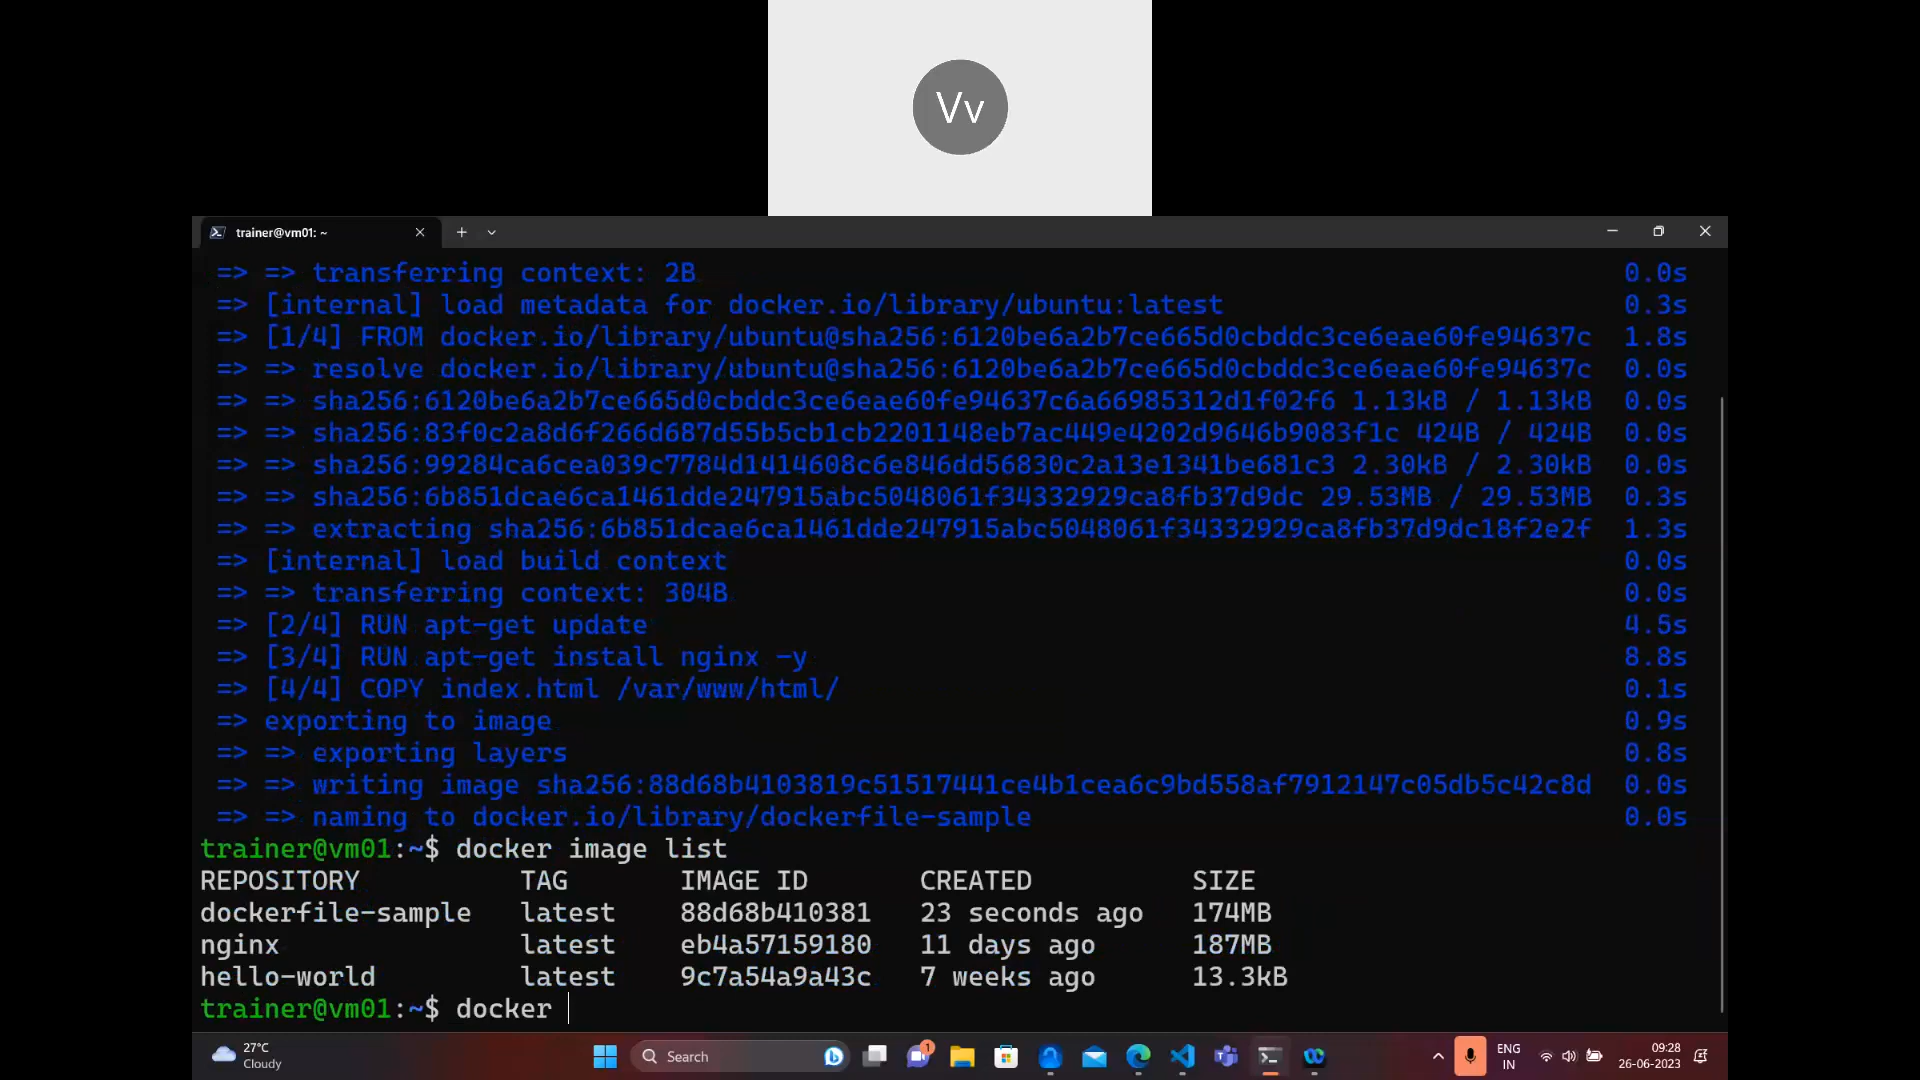 Vv
trainer@vm01: ~
=> => transferring context: 2B 0.0s
=> [internal] load metadata for docker.io/library/ubuntu:latest 0.3s
=> [1/4] FROM docker.io/library/ubuntu@sha256:6120be6a2b7ce665d0cbddc3ce6eae60fe94637c 1.8s
=> => resolve docker.io/library/ubuntu@sha256:6120be6a2b7ce665d0cbddc3ce6eae60fe94637c 0.0s
=> => sha256:6120be6a2b7ce665d0cbddc3ce6eae60fe94637c6a66985312d1f02f6 1.13kB / 1.13kB 0.0s
=> => sha256:83f0c2a8d6f266d687d55b5cb1cb2201148eb7ac449e4202d9646b9083f1c 424B / 424B 0.0s
=> => sha256:99284ca6cea039c7784d1414608c6e846dd56830c2a13e1341be681c3 2.30kB / 2.30kB 0.0s
=> => sha256:6b851dcae6ca1461dde247915abc5048061f34332929ca8fb37d9dc 29.53MB / 29.53MB 0.3s
=> => extracting sha256:6b851dcae6ca1461dde247915abc5048061f34332929ca8fb37d9dc18f2e2f 1.3s
=> [internal] load build context 0.0s
=> => transferring context: 304B 0.0s
=> [2/4] RUN apt-get update 4.5s
=> [3/4] RUN apt-get install nginx -y 8.8s
=> [4/4] COPY index.html /var/www/html/ 0.1s
=> exporting to image 0.9s
=> => exporting layers 0.8s
=> => writing image sha256:88d68b4103819c51517441ce4b1cea6c9bd558af7912147c05db5c42c8d 0.0s
=> => naming to docker.io/library/dockerfile-sample 0.0s
trainer@vm01:~$ docker image list
REPOSITORY TAG IMAGE ID CREATED SIZE
dockerfile-sample latest 88d68b410381 23 seconds ago 174MB
nginx latest eb4a57159180 11 days ago 187MB
hello-world latest 9c7a54a9a43c 7 weeks ago 13.3kB
trainer@vm01:~$ docker
27°C
Cloudy
Search
1
ENG
IN
09:28
26-06-2023